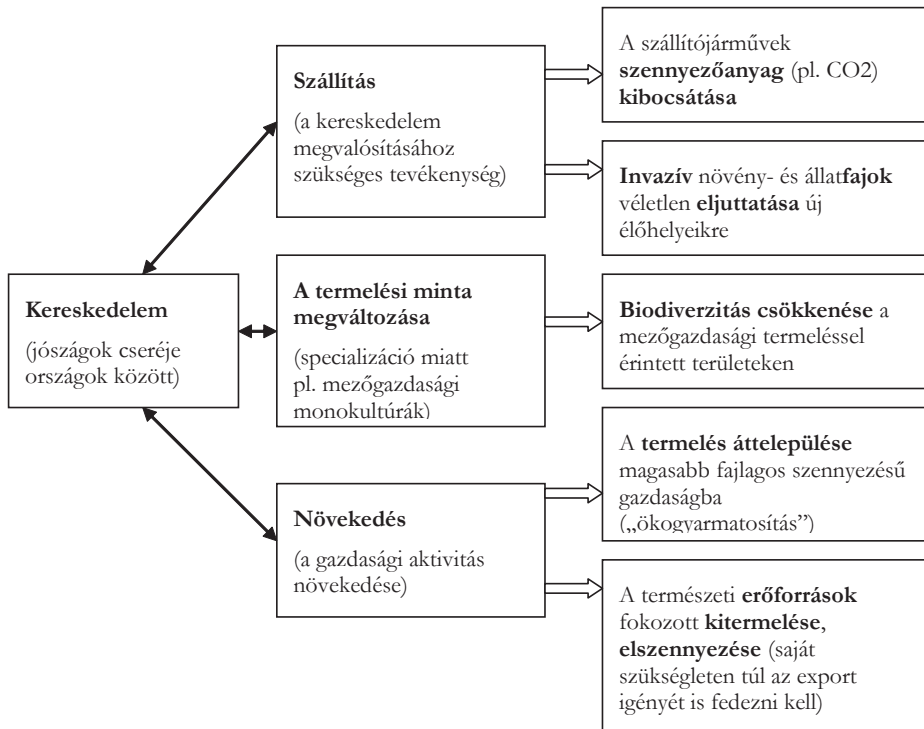 Kereskedelem
(jószágok cseréje
országok között)
Szállítás
(a kereskedelem
megvalósításához
szükséges tevékenység)
A szállítójárművek
szennyezőanyag (pl. CO2)
kibocsátása
Invazív növény- és állatfajok
véletlen eljuttatása új
élőhelyeikre
A termelési minta
megváltozása
(specializáció miatt
pl. mezőgazdasági
monokultúrák)
Biodiverzitás csökkenése a
mezőgazdasági termeléssel
érintett területeken
Növekedés
(a gazdasági aktivitás
növekedése)
A termelés áttelepülése
magasabb fajlagos szennyezésű
gazdaságba
(„ökogyarmatosítás”)
A természeti erőforrások
fokozott kitermelése,
elszennyezése (saját
szükségleten túl az export
igényét is fedezni kell)